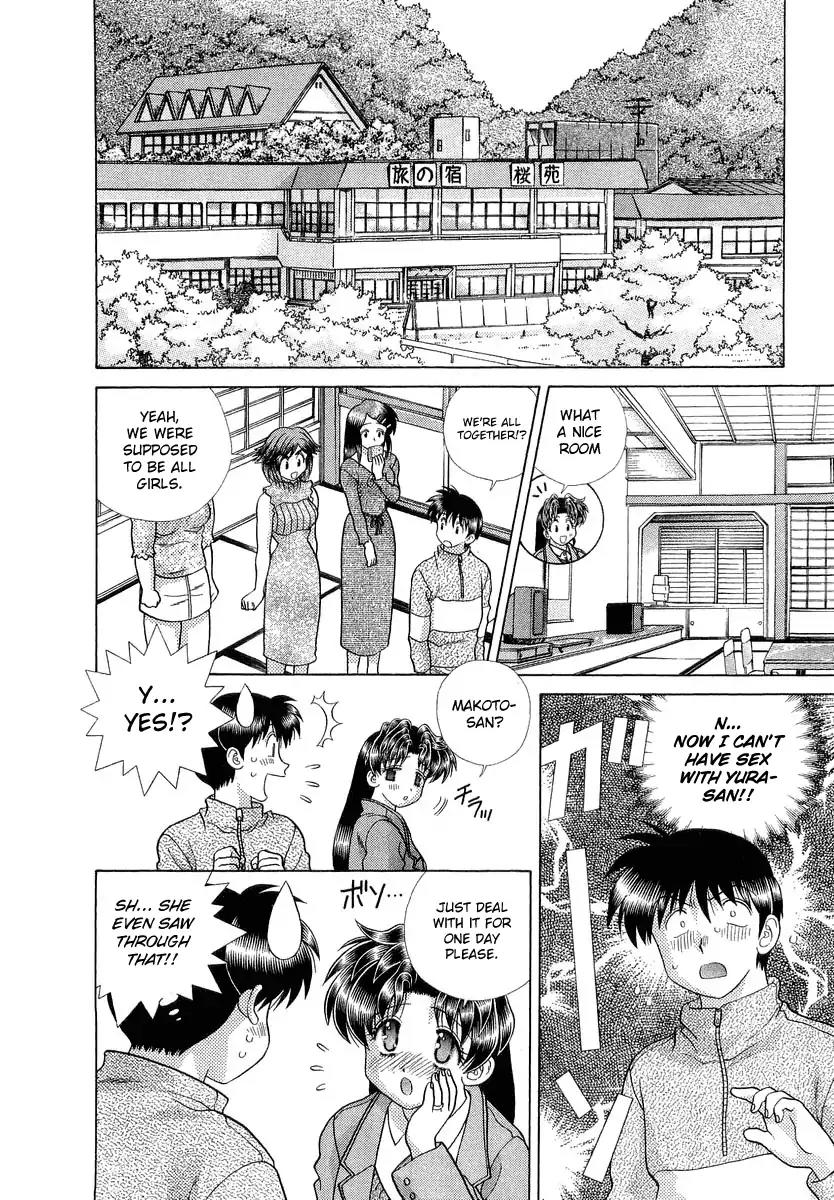 旅の宿 桜苑
WHAT
A NICE
ROOM
WE'RE ALL
TOGETHER!?
YEAH,
WE WERE
SUPPOSED
TO BE ALL
GIRLS.
N...
NOW I CAN'T
HAVE SEX
WITH YURA-
SAN!!
ガーン
MAKOTO-
SAN?
チラッ
Y...
YES!?
JUST DEAL
WITH IT FOR
ONE DAY
PLEASE.
ボソ...
SH... SHE
EVEN SAW
THROUGH
THAT!!